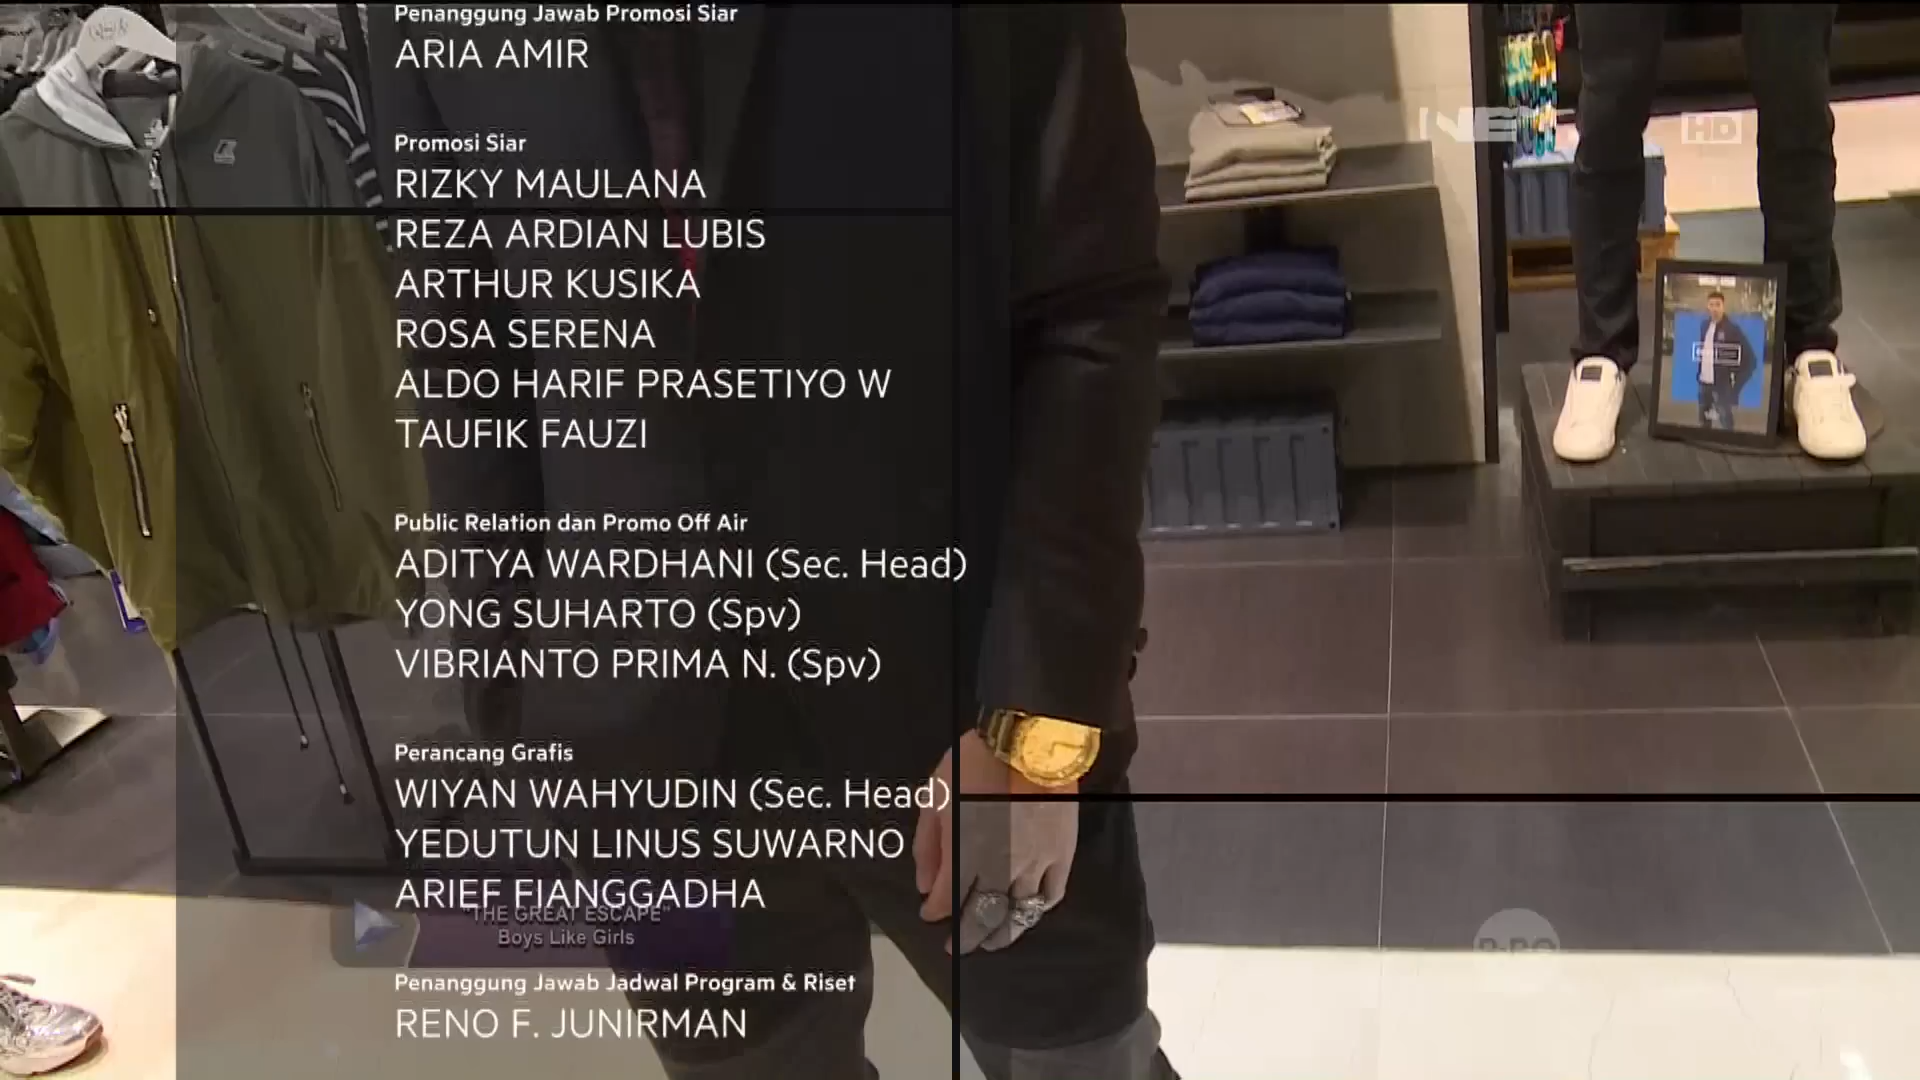 Penanggung Jawab Promosi Siar
ARIA AMIR
Promosi Siar
RIZKY MAULANA
REZA ARDIAN LUBIS
ARTHUR KUSIKA
ROSA SERENA
ALDO HARIF PRASETIYO W
TAUFIK FAUZI
Public Relation dan Promo Off Air
ADITYA WARDHANI (Sec. Head)
YONG SUHARTO (Spv)
VIBRIANTO PRIMA N. (Spv)
Perancang Grafis
WIYAN WAHYUDIN (Sec. Head)
YEDUTUN LINUS SUWARNO
ARIEF FIANGGADHA
"THE GREAT ESCAPE"
Boys Like Girls
Penanggung Jawab Jadwal Program & Riset
RENO F. JUNIRMAN
NET
HD
R-BO